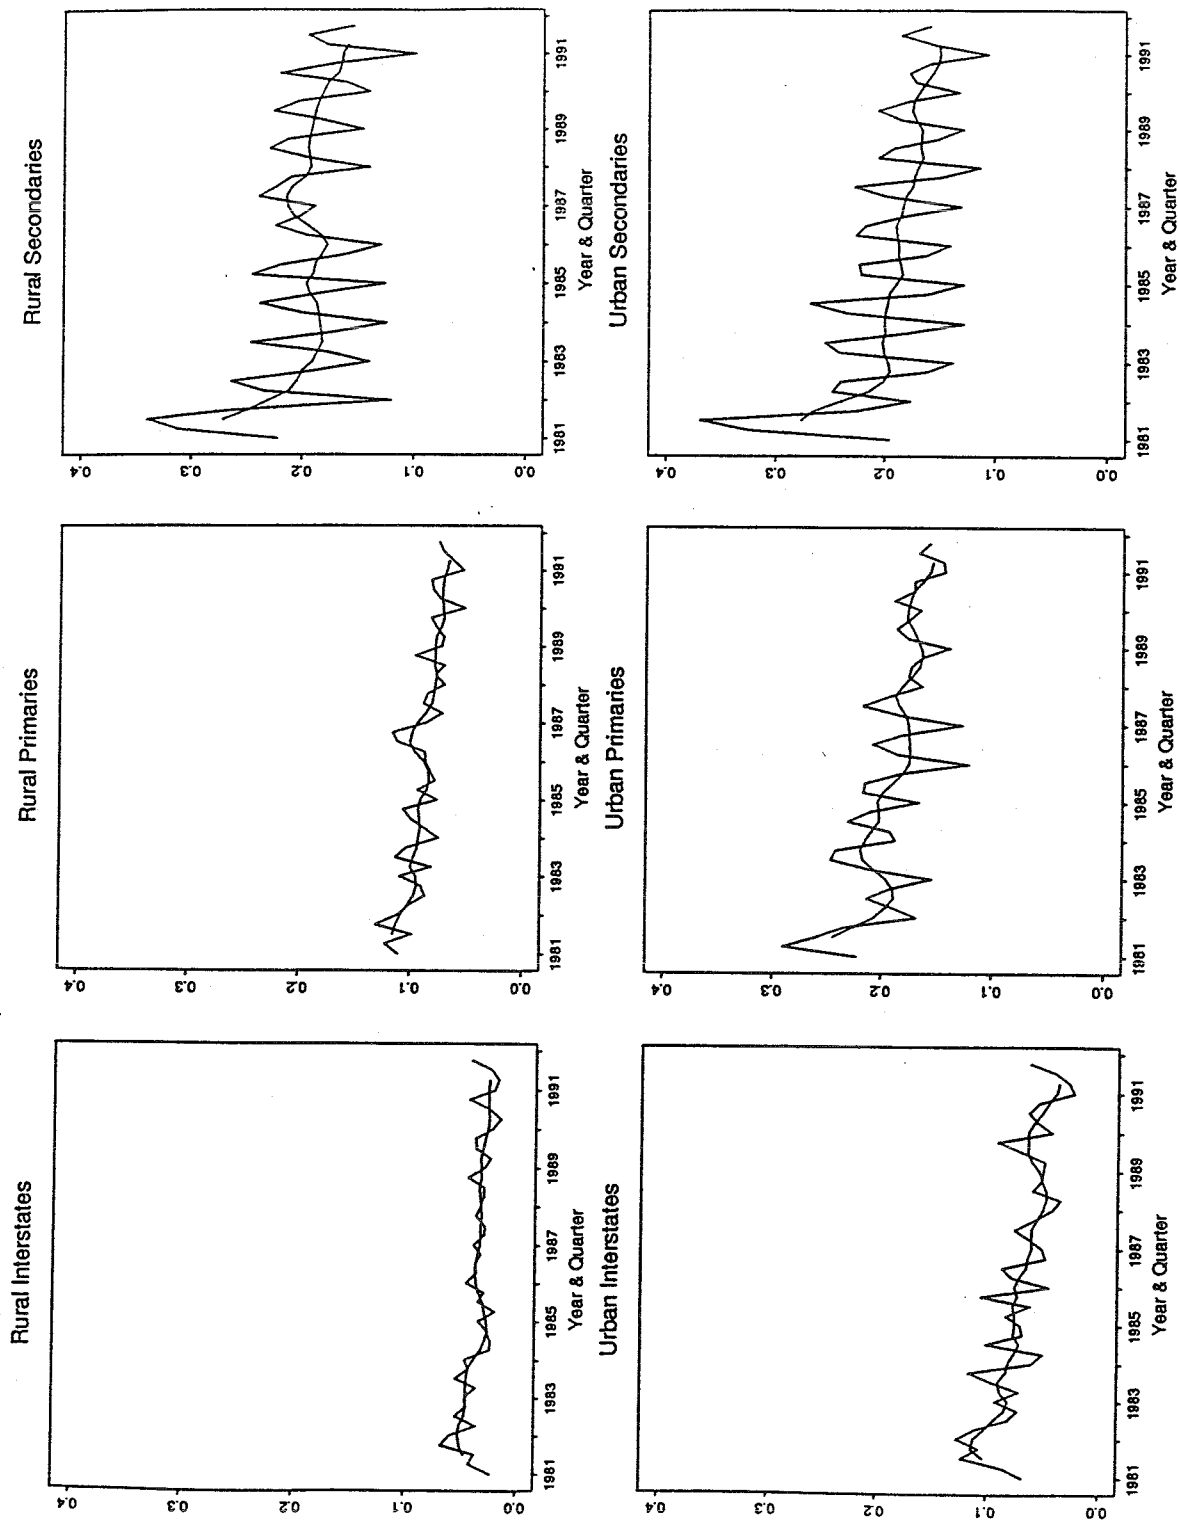 Rural Interstates
0.4
0.3
0.2
0.1
0.0
1981 1983 1985 1987 1989 1991
Year & Quarter
Rural Primaries
0.4
0.3
0.2
0.1
0.0
1981 1983 1985 1987 1989 1991
Year & Quarter
Rural Secondaries
0.4
0.3
0.2
0.1
0.0
1981 1983 1985 1987 1989 1991
Year & Quarter
Urban Interstates
0.4
0.3
0.2
0.1
0.0
1981 1983 1985 1987 1989 1991
Year & Quarter
Urban Primaries
0.4
0.3
0.2
0.1
0.0
1981 1983 1985 1987 1989 1991
Year & Quarter
Urban Secondaries
0.4
0.3
0.2
0.1
0.0
1981 1983 1985 1987 1989 1991
Year & Quarter